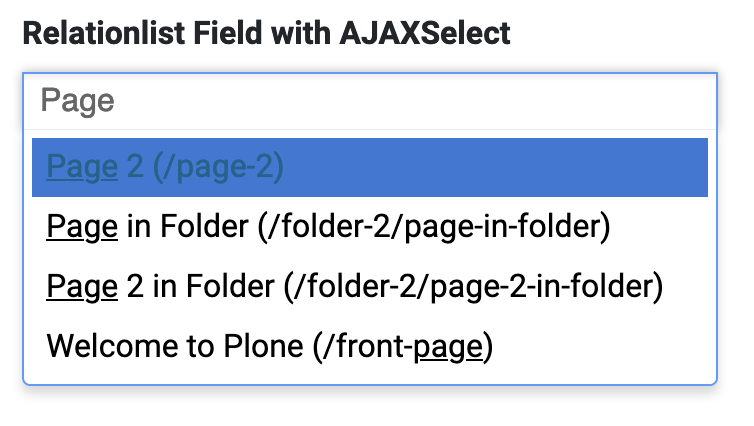 Relationlist Field with AJAXSelect
Page
Page 2 (/page-2)
Page in Folder (/folder-2/page-in-folder)
Page 2 in Folder (/folder-2/page-2-in-folder)
Welcome to Plone (/front-page)